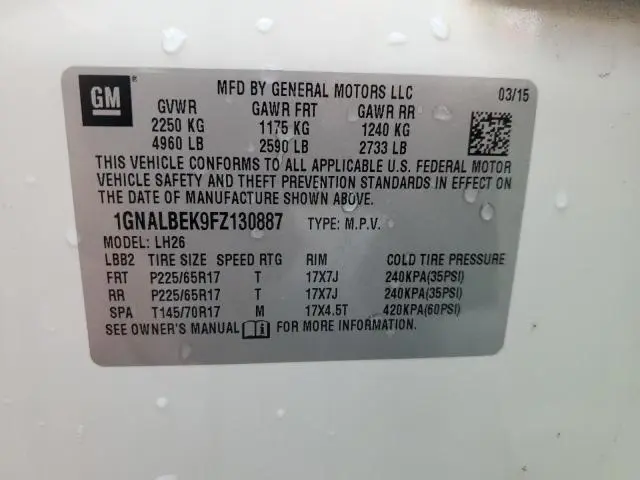 GM ®
MFD BY GENERAL MOTORS LLC 03/15
GVWR GAWR FRT GAWR RR
2250 KG 1175 KG 1240 KG
4960 LB 2590 LB 2733 LB
THIS VEHICLE CONFORMS TO ALL APPLICABLE U.S. FEDERAL MOTOR
VEHICLE SAFETY AND THEFT PREVENTION STANDARDS IN EFFECT ON
THE DATE OF MANUFACTURE SHOWN ABOVE.
1GNALBEK9FZ130887 TYPE: M.P.V.
MODEL: LH26
LBB2 TIRE SIZE SPEED RTG RIM COLD TIRE PRESSURE
FRT P225/65R17 T 17X7J 240KPA(35PSI)
RR P225/65R17 T 17X7J 240KPA(35PSI)
SPA T145/70R17 M 17X4.5T 420KPA(60PSI)
SEE OWNER'S MANUAL i FOR MORE INFORMATION.